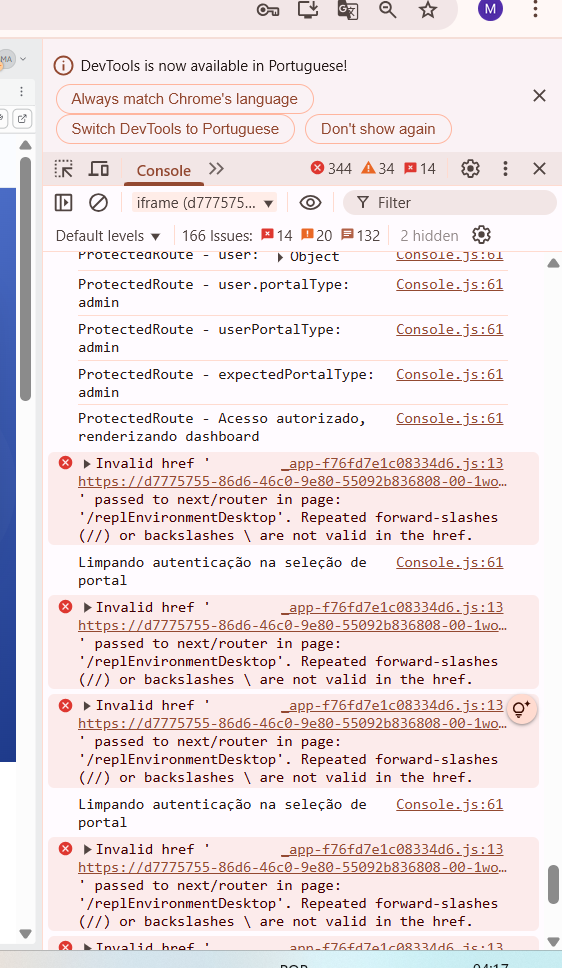 M
MA
DevTools is now available in Portuguese!
Always match Chrome's language
Switch DevTools to Portuguese
Don't show again
Console
344
34
14
iframe (d777575...
Filter
Default levels
166 Issues:
14
20
132
2 hidden
ProtectedRoute - user:
Object
Console.js:61
ProtectedRoute - user.portalType:
Console.js:61
admin
ProtectedRoute - userPortalType:
Console.js:61
admin
ProtectedRoute - expectedPortalType:
Console.js:61
admin
ProtectedRoute - Acesso autorizado,
Console.js:61
renderizando dashboard
Invalid href '
_app-f76fd7e1c08334d6.js:13
https://d7775755-86d6-46c0-9e80-55092b836808-00-1wo…
' passed to next/router in page:
'/replEnvironmentDesktop'. Repeated forward-slashes
(//) or backslashes \ are not valid in the href.
Limpando autenticação na seleção de
Console.js:61
portal
Invalid href '
_app-f76fd7e1c08334d6.js:13
https://d7775755-86d6-46c0-9e80-55092b836808-00-1wo…
' passed to next/router in page:
'/replEnvironmentDesktop'. Repeated forward-slashes
(//) or backslashes \ are not valid in the href.
Invalid href '
_app-f76fd7e1c08334d6.js:13
https://d7775755-86d6-46c0-9e80-55092b836808-00-1wo…
' passed to next/router in page:
'/replEnvironmentDesktop'. Repeated forward-slashes
(//) or backslashes \ are not valid in the href.
Limpando autenticação na seleção de
Console.js:61
portal
Invalid href '
_app-f76fd7e1c08334d6.js:13
https://d7775755-86d6-46c0-9e80-55092b836808-00-1wo…
' passed to next/router in page:
'/replEnvironmentDesktop'. Repeated forward-slashes
(//) or backslashes \ are not valid in the href.
Invalid href '
_app-f76fd7e1c08334d6.js:13
POR
04:17